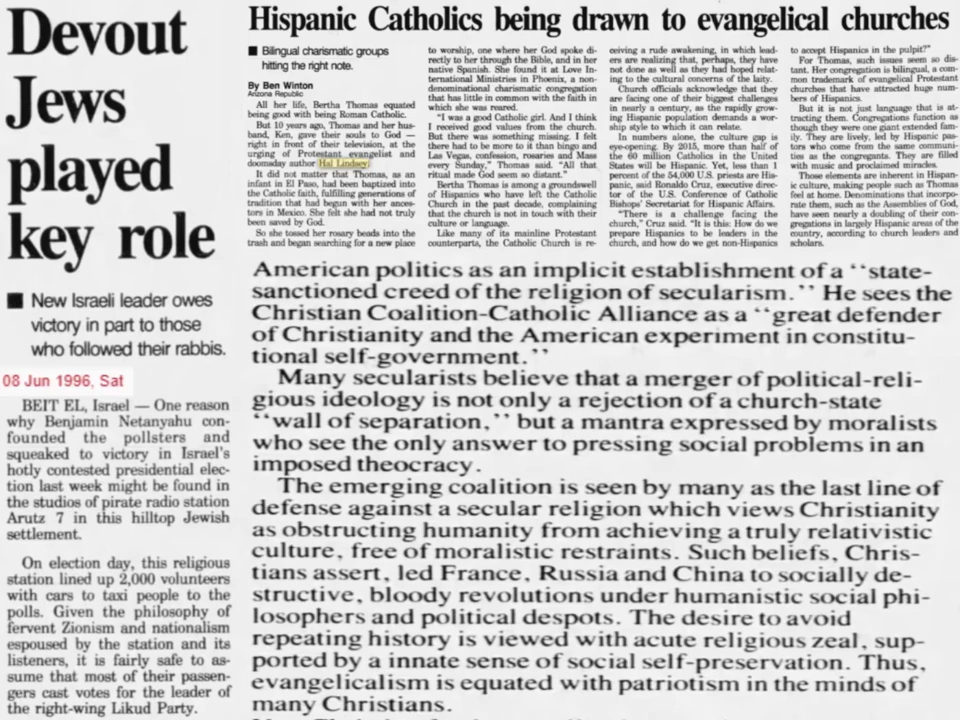 Devout
Jews
played
key role
■ New Israeli leader owes
victory in part to those
who followed their rabbis.
08 Jun 1996, Sat
BEIT EL, Israel — One reason
why Benjamin Netanyahu con-
founded the pollsters and
squeaked to victory in Israel's
hotly contested presidential elec-
tion last week might be found in
the studios of pirate radio station
Arutz 7 in this hilltop Jewish
settlement.
On election day, this religious
station lined up 2,000 volunteers
with cars to taxi people to the
polls. Given the philosophy of
fervent Zionism and nationalism
espoused by the station and its
listeners, it is fairly safe to as-
sume that most of their passen-
gers cast votes for the leader of
the right-wing Likud Party.
Hispanic Catholics being drawn to evangelical churches
■ Bilingual charismatic groups
hitting the right note.
By Ben Winton
Arizona Republic
All her life, Bertha Thomas equated
being good with being Roman Catholic.
But 10 years ago, Thomas and her hus-
band, Ken, gave their souls to God —
right in front of their television, at the
urging of Protestant evangelist and
doomsday author Hal Lindsey.
It did not matter that Thomas, as an
infant in El Paso, had been baptized into
the Catholic faith, fulfilling generations of
tradition that had begun with her ances-
tors in Mexico. She felt she had not truly
been saved by God.
So she tossed her rosary beads into the
trash and began searching for a new place
to worship, one where her God spoke di-
rectly to her through the Bible, and in her
native Spanish. She found it at Love In-
ternational Ministries in Phoenix, a non-
denominational charismatic congregation
that has little in common with the faith in
which she was reared.
"I was a good Catholic girl. And I think
I received good values from the church.
But there was something missing. I felt
there had to be more to it than bingo and
Las Vegas, confession, rosaries and Mass
every Sunday," Thomas said. "All that
ritual made God seem so distant."
Bertha Thomas is among a groundswell
of Hispanics who have left the Catholic
Church in the past decade, complaining
that the church is not in touch with their
culture or language.
Like many of its mainline Protestant
counterparts, the Catholic Church is re-
ceiving a rude awakening, in which lead-
ers are realizing that, perhaps, they have
not done as well as they had hoped relat-
ing to the cultural concerns of the laity.
Church officials acknowledge that they
are facing one of their biggest challenges
in nearly a century, as the rapidly grow-
ing Hispanic population demands a wor-
ship style to which it can relate.
In numbers alone, the culture gap is
eye-opening. By 2015, more than half of
the 60 million Catholics in the United
States will be Hispanic. Yet, less than 1
percent of the 54,000 U.S. priests are His-
panic, said Ronaldo Cruz, executive direc-
tor of the U.S. Conference of Catholic
Bishops' Secretariat for Hispanic Affairs.
"There is a challenge facing the
church," Cruz said. "It is this: How do we
prepare Hispanics to be leaders in the
church, and how do we get non-Hispanics
to accept Hispanics in the pulpit?"
For Thomas, such issues seem so dis-
tant. Her congregation is bilingual, a com-
mon trademark of evangelical Protestant
churches that have attracted huge num-
bers of Hispanics.
But it is not just language that is at-
tracting them. Congregations function as
though they were one giant extended fam-
ily. They are lively, led by Hispanic pas-
tors who come from the same communi-
ties as the congregants. They are filled
with music and proclaimed miracles.
Those elements are inherent in Hispan-
ic culture, making people such as Thomas
feel at home. Denominations that incorpo-
rate them, such as the Assemblies of God,
have seen nearly a doubling of their con-
gregations in largely Hispanic areas of the
country, according to church leaders and
scholars.
American politics as an implicit establishment of a "state-
sanctioned creed of the religion of secularism." He sees the
Christian Coalition-Catholic Alliance as a "great defender
of Christianity and the American experiment in constitu-
tional self-government."
Many secularists believe that a merger of political-reli-
gious ideology is not only a rejection of a church-state
"wall of separation," but a mantra expressed by moralists
who see the only answer to pressing social problems in an
imposed theocracy.
The emerging coalition is seen by many as the last line of
defense against a secular religion which views Christianity
as obstructing humanity from achieving a truly relativistic
culture, free of moralistic restraints. Such beliefs, Chris-
tians assert, led France, Russia and China to socially de-
structive, bloody revolutions under humanistic social phi-
losophers and political despots. The desire to avoid
repeating history is viewed with acute religious zeal, sup-
ported by a innate sense of social self-preservation. Thus,
evangelicalism is equated with patriotism in the minds of
many Christians.